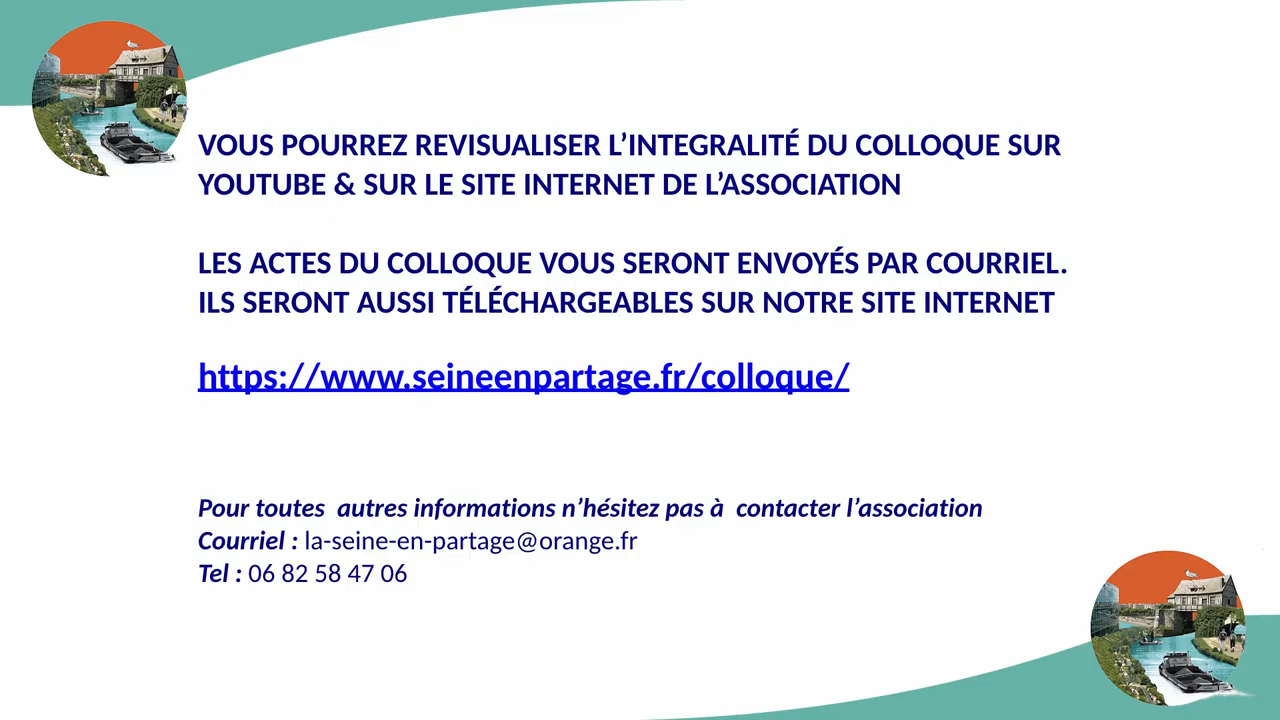 VOUS POURREZ REVISUALISER L’INTEGRALITÉ DU COLLOQUE SUR
YOUTUBE & SUR LE SITE INTERNET DE L’ASSOCIATION
LES ACTES DU COLLOQUE VOUS SERONT ENVOYÉS PAR COURRIEL.
ILS SERONT AUSSI TÉLÉCHARGEABLES SUR NOTRE SITE INTERNET
https://www.seineenpartage.fr/colloque/
Pour toutes  autres informations n’hésitez pas à  contacter l’association
Courriel : la-seine-en-partage@orange.fr
Tel : 06 82 58 47 06